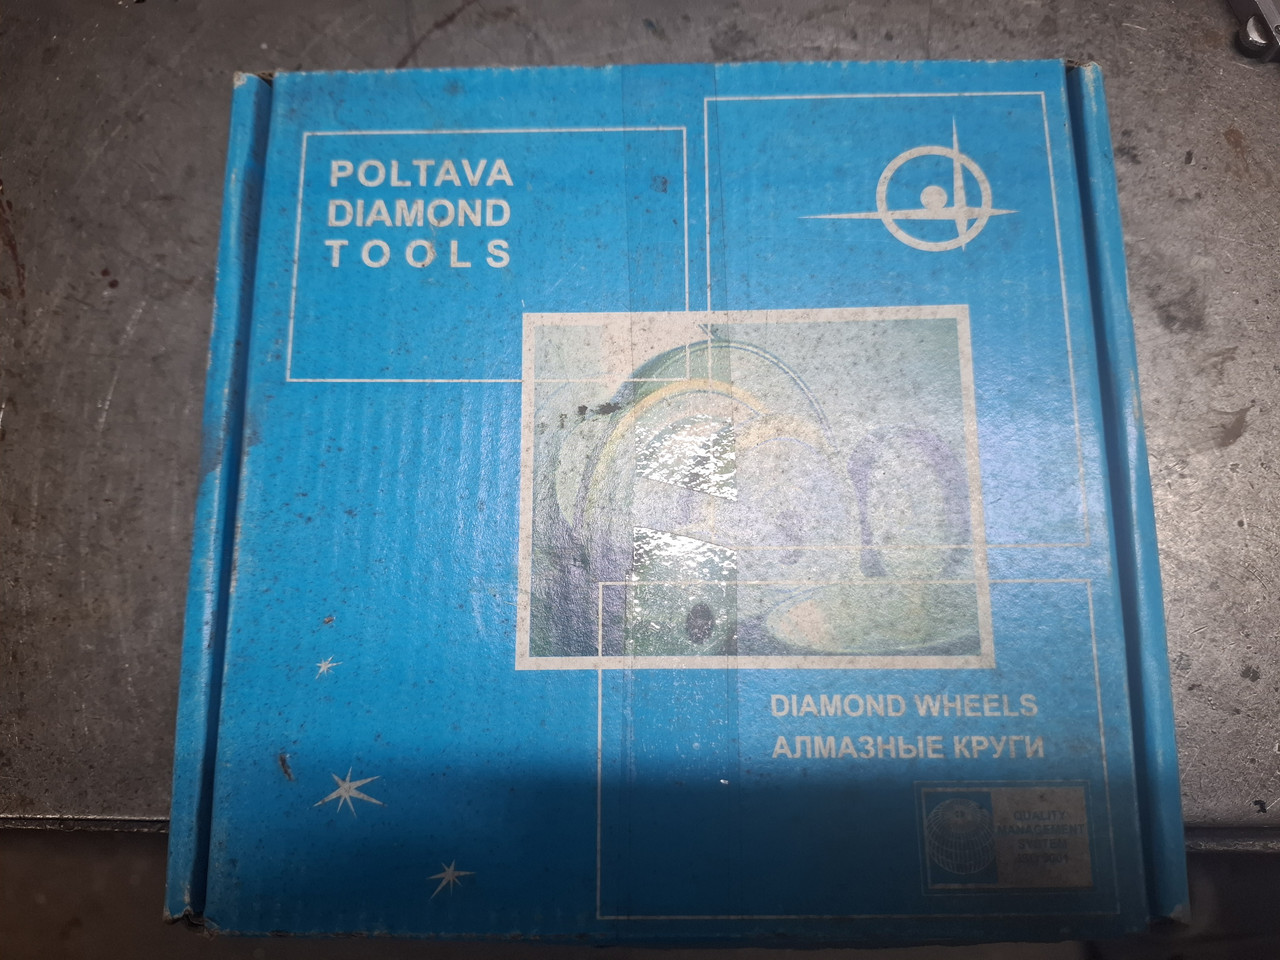 POLTAVA
DIAMOND
TOOLS
DIAMOND WHEELS
АЛМАЗНЫЕ КРУГИ
QUALITY
MANAGEMENT
SYSTEM